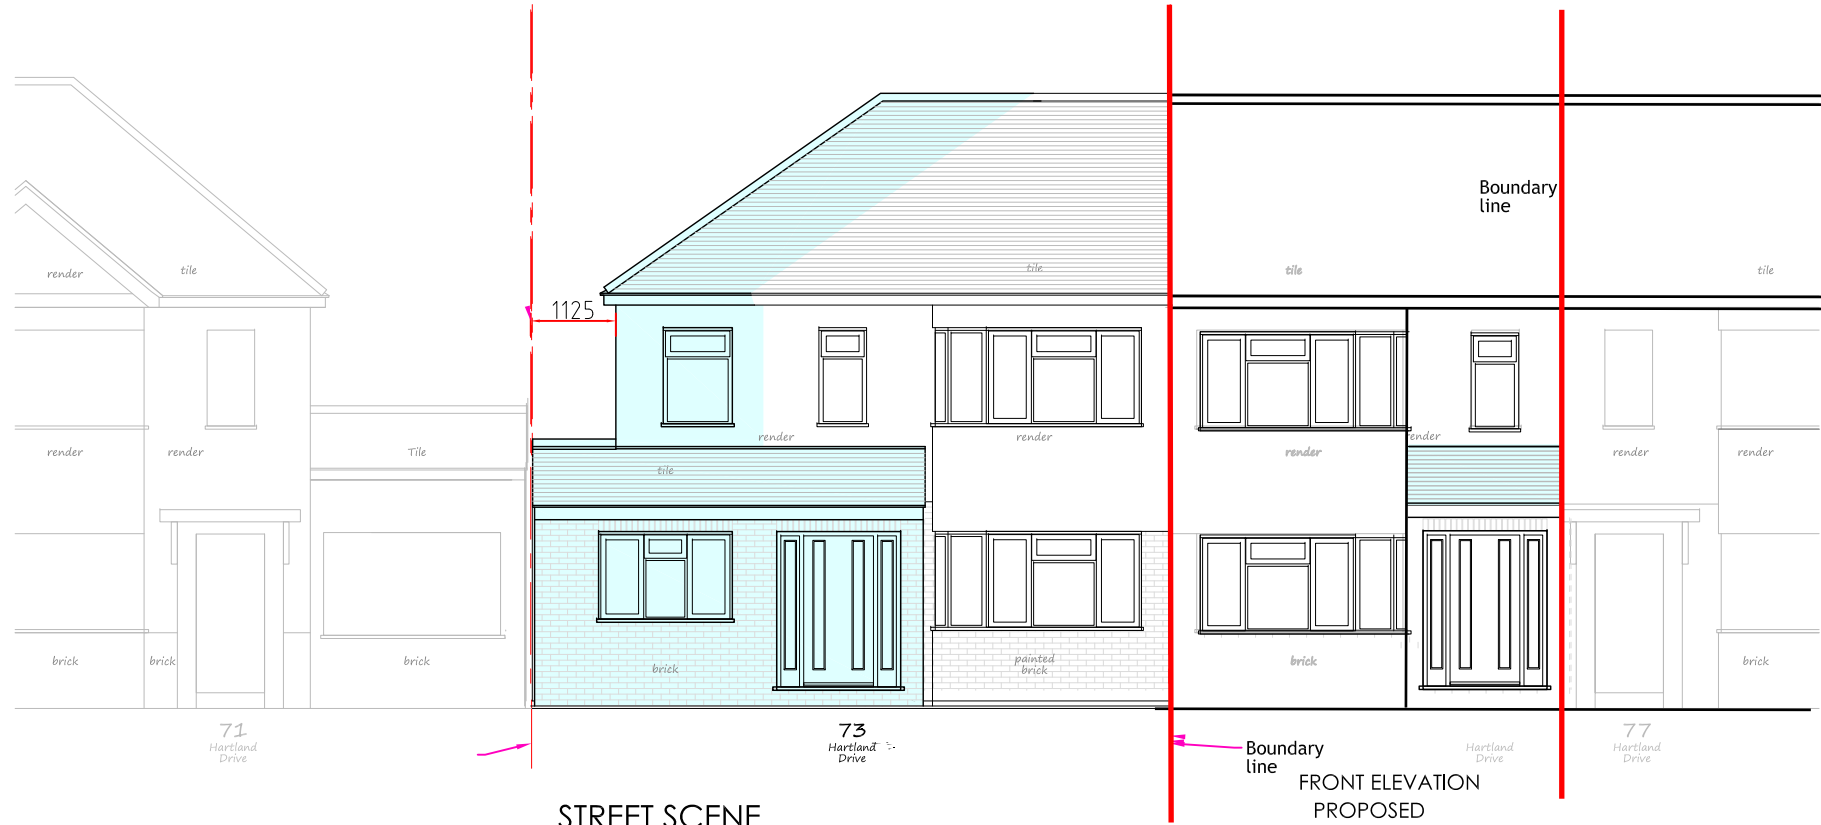 Boundary
line
render
tile
tile
tile
tile
1125
render
render
Tile
tile
render
render
render
render
render
render
brick
brick
brick
brick
painted
brick
brick
brick
71
Hartland
Drive
73
Hartland
Drive
Boundary
line
Hartland
Drive
77
Hartland
Drive
FRONT ELEVATION
PROPOSED
STREET SCENE